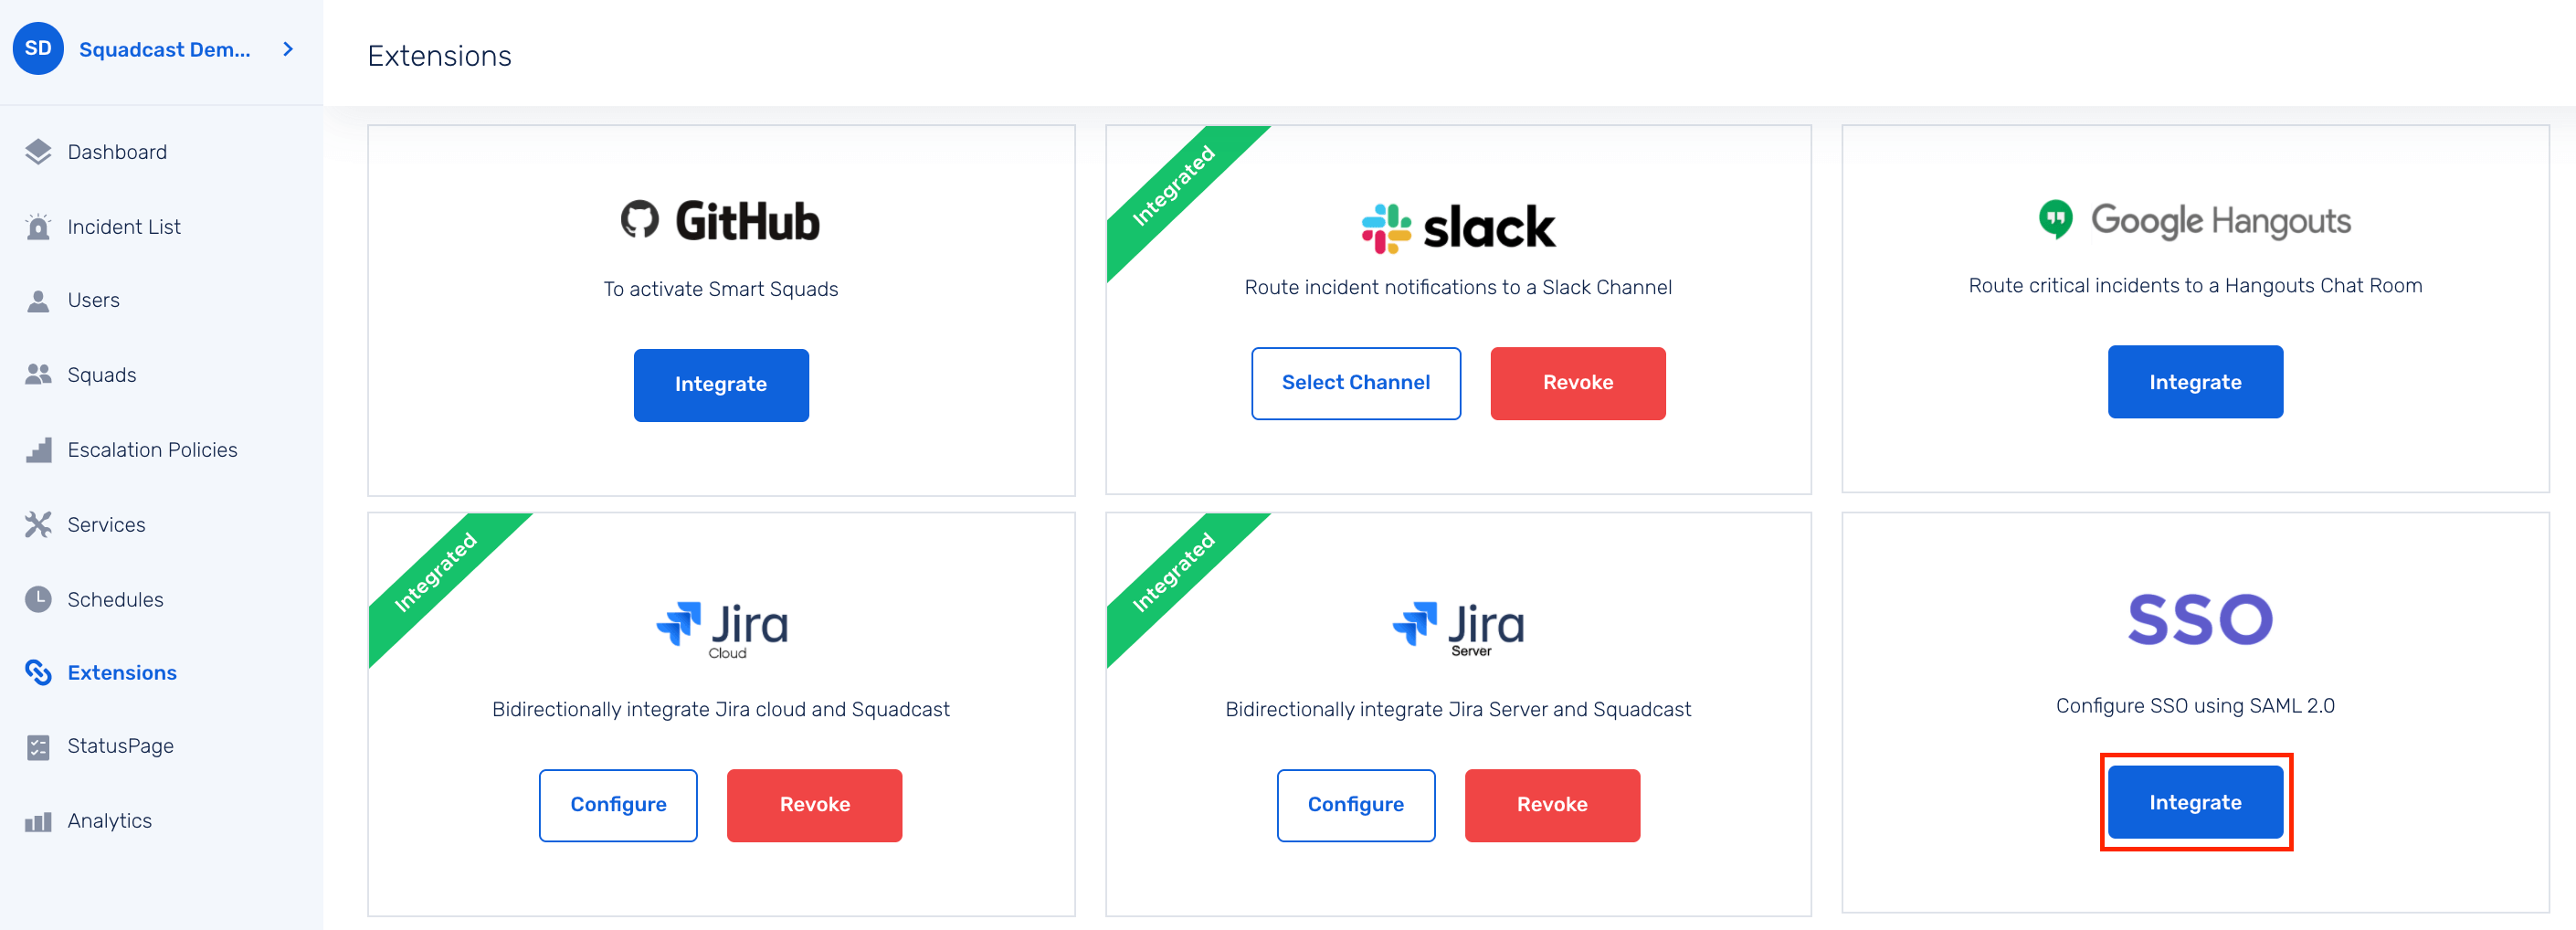 SD
Squadcast Dem...
Dashboard
Incident List
Users
Squads
Escalation Policies
Services
Schedules
Extensions
StatusPage
Analytics
Extensions
GitHub
To activate Smart Squads
Integrate
Integrated
slack
Route incident notifications to a Slack Channel
Select Channel
Revoke
Google Hangouts
Route critical incidents to a Hangouts Chat Room
Integrate
Integrated
Jira
Cloud
Bidirectionally integrate Jira cloud and Squadcast
Configure
Revoke
Integrated
Jira
Server
Bidirectionally integrate Jira Server and Squadcast
Configure
Revoke
SSO
Configure SSO using SAML 2.0
Integrate